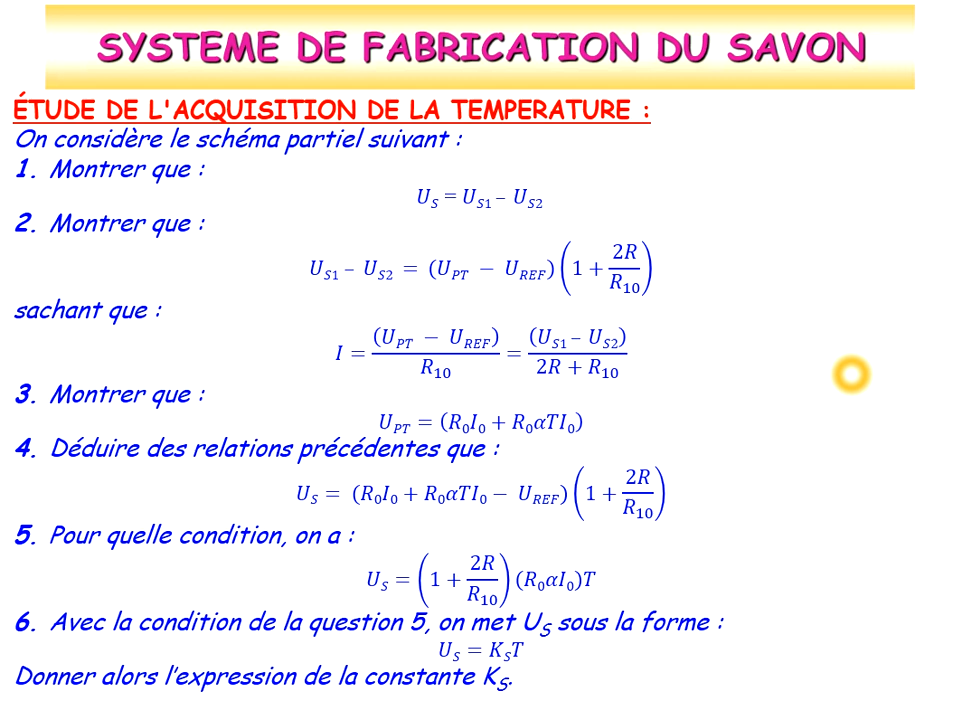 SYSTEME DE FABRICATION DU SAVON
ÉTUDE DE L'ACQUISITION DE LA TEMPERATURE :
On considère le schéma partiel suivant :
1. Montrer que :
U_S = U_S1 – U_S2
2. Montrer que :
U_S1 – U_S2 = (U_PT − U_REF) (1 + 2R/R_10)
sachant que :
I = (U_PT − U_REF)/R_10 = (U_S1 – U_S2)/(2R + R_10)
3. Montrer que :
U_PT = (R_0I_0 + R_0αTI_0)
4. Déduire des relations précédentes que :
U_S = (R_0I_0 + R_0αTI_0 − U_REF) (1 + 2R/R_10)
5. Pour quelle condition, on a :
U_S = (1 + 2R/R_10) (R_0αI_0)T
6. Avec la condition de la question 5, on met U_S sous la forme :
U_S = K_ST
Donner alors l’expression de la constante K_S.